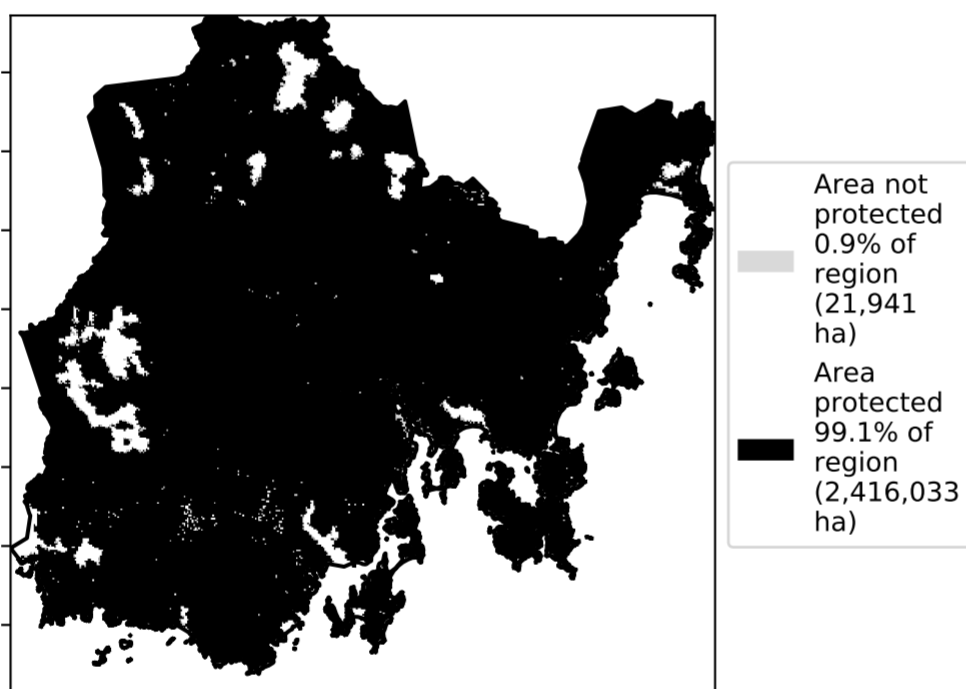 Area not
protected
0.9% of
region
(21,941
ha)
Area
protected
99.1% of
region
(2,416,033
ha)